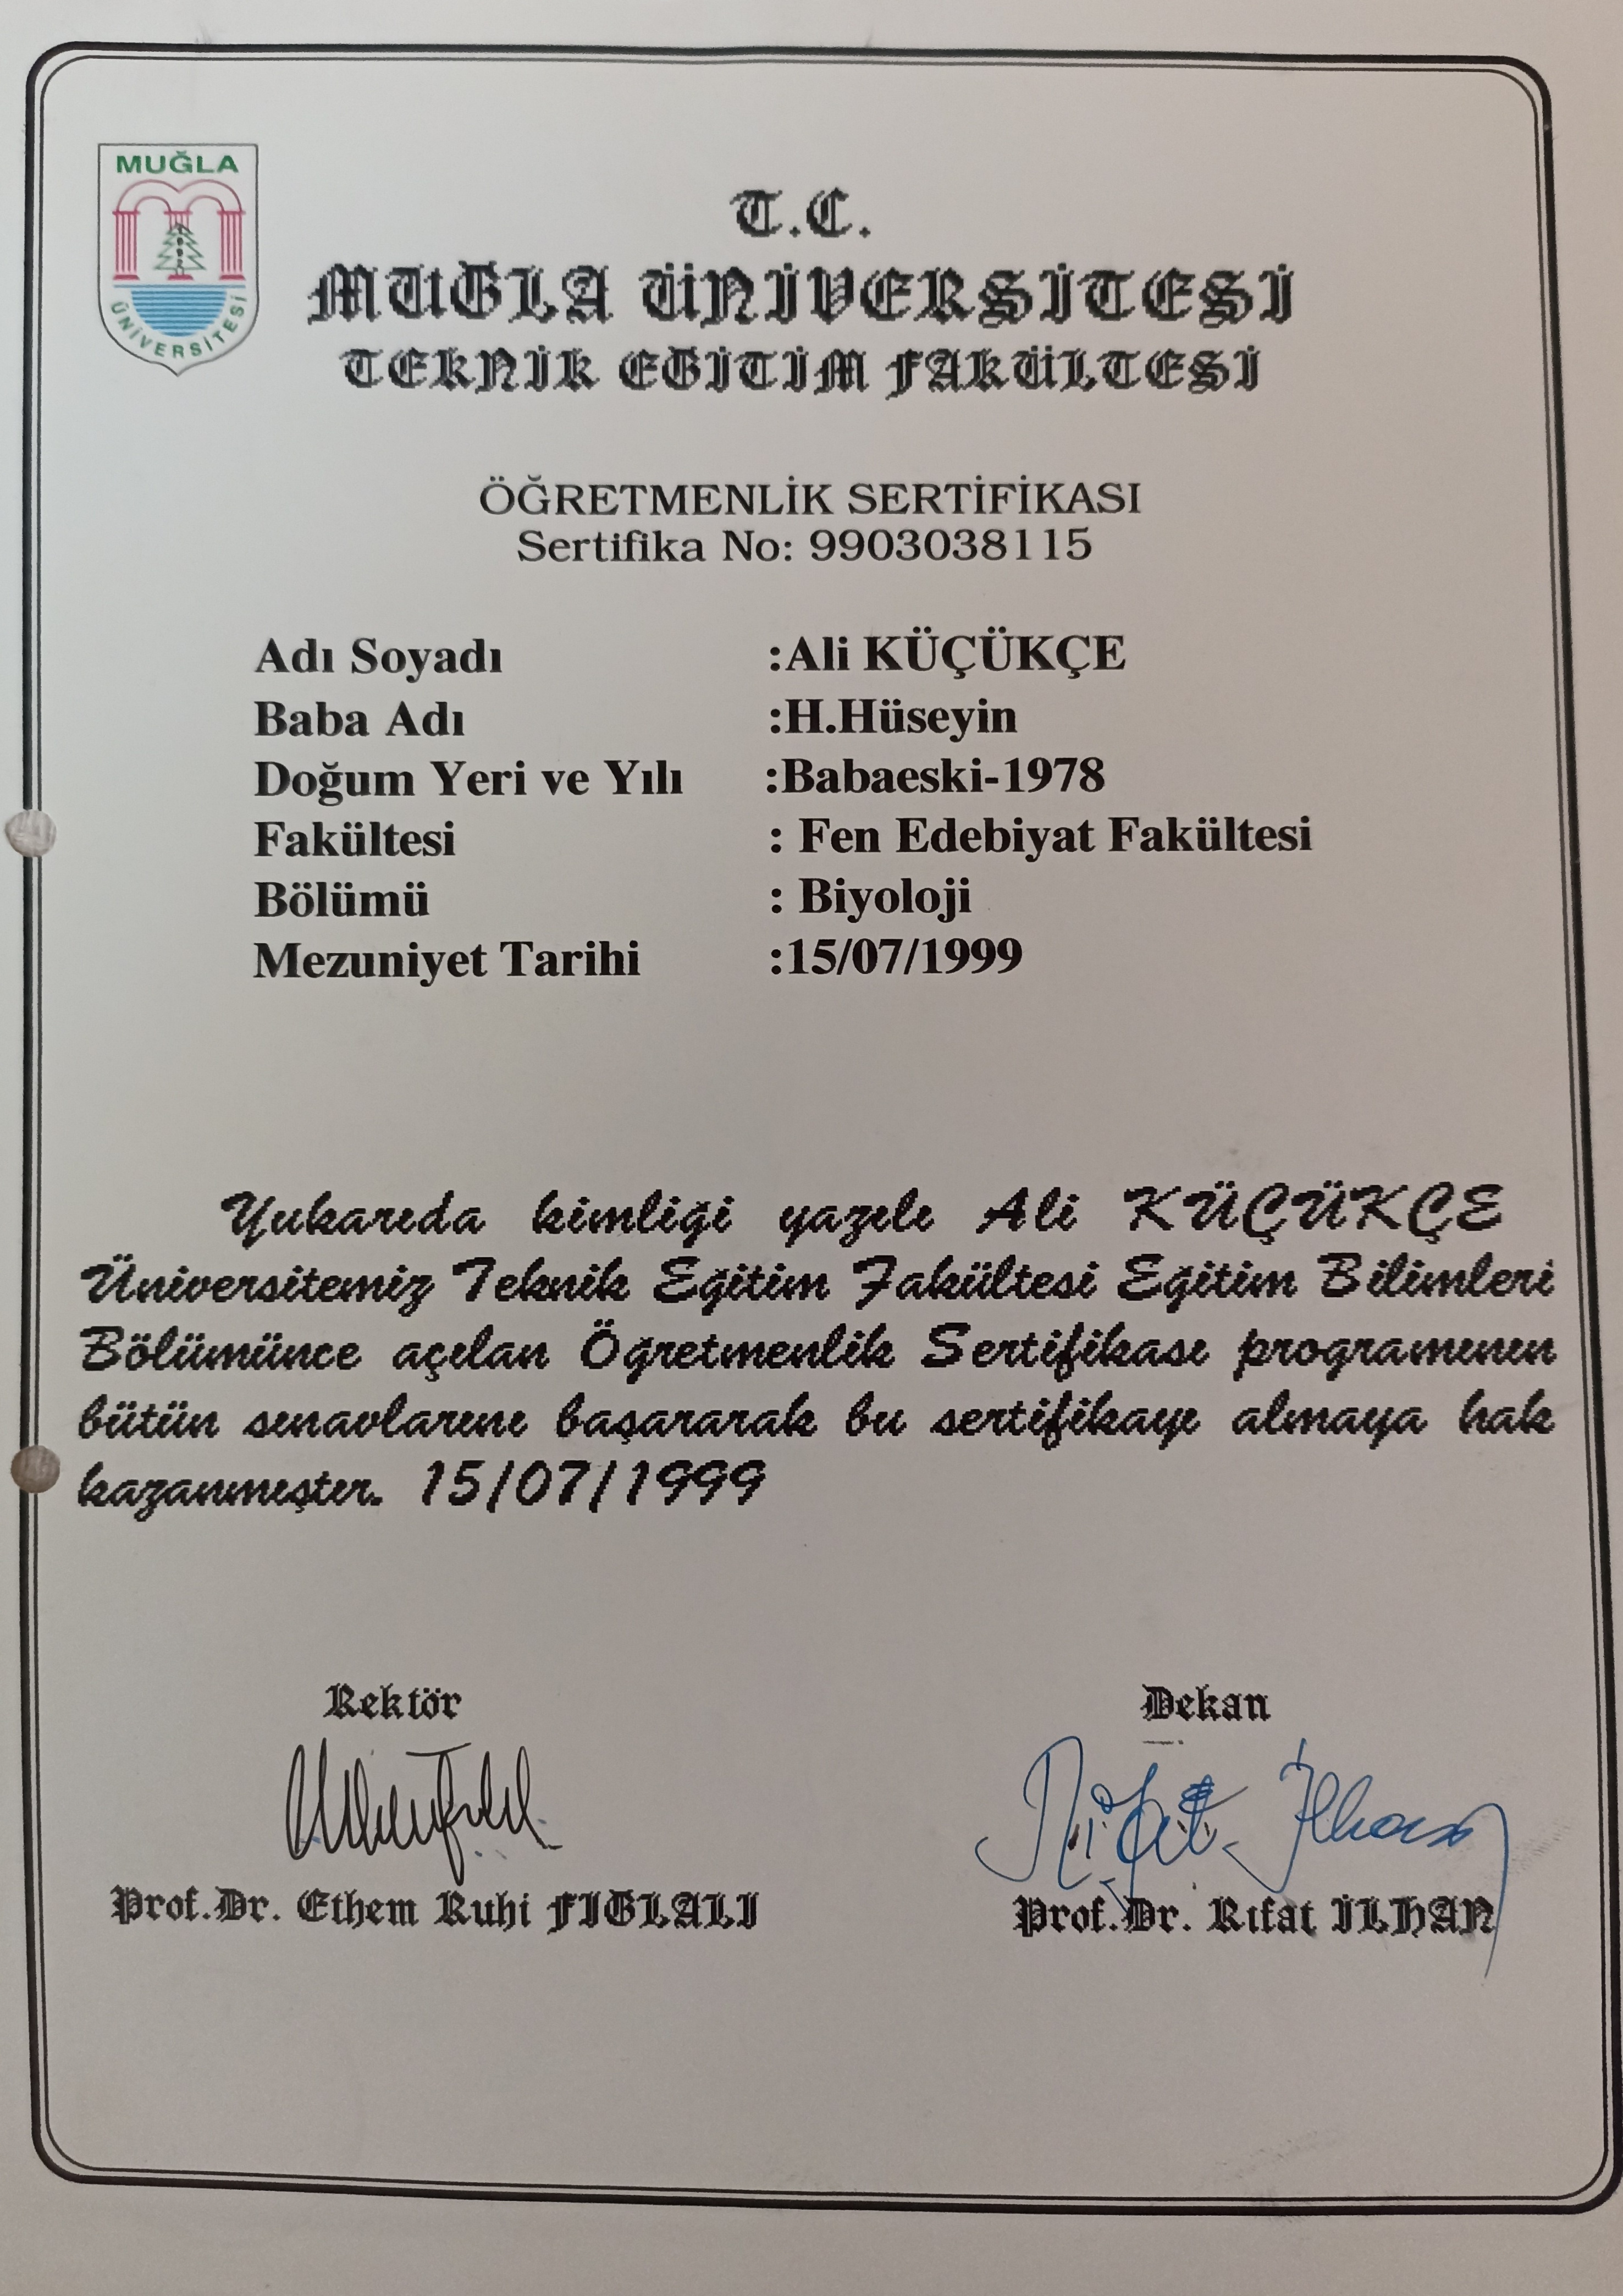 MUĞLA
ÜNİVERSİTESİ
T.C.
MUĞLA ÜNİVERSİTESİ
TEKNİK EĞİTİM FAKÜLTESİ
ÖĞRETMENLİK SERTİFİKASI
Sertifika No: 9903038115
Adı Soyadı :Ali KÜÇÜKÇE
Baba Adı :H.Hüseyin
Doğum Yeri ve Yılı :Babaeski-1978
Fakültesi : Fen Edebiyat Fakültesi
Bölümü : Biyoloji
Mezuniyet Tarihi :15/07/1999
Yukarıda kimliği yazılı Ali KÜÇÜKÇE
Üniversitemiz Teknik Eğitim Fakültesi Eğitim Bilimleri
Bölümünce açılan Öğretmenlik Sertifikası programının
bütün sınavlarını başararak bu sertifikayı almaya hak
kazanmıştır. 15/07/1999
Rektör Dekan
Rifat İlhan
Prof.Dr. Ethem Ruhi FIĞLALI Prof.Dr. Rıfat İLHAN